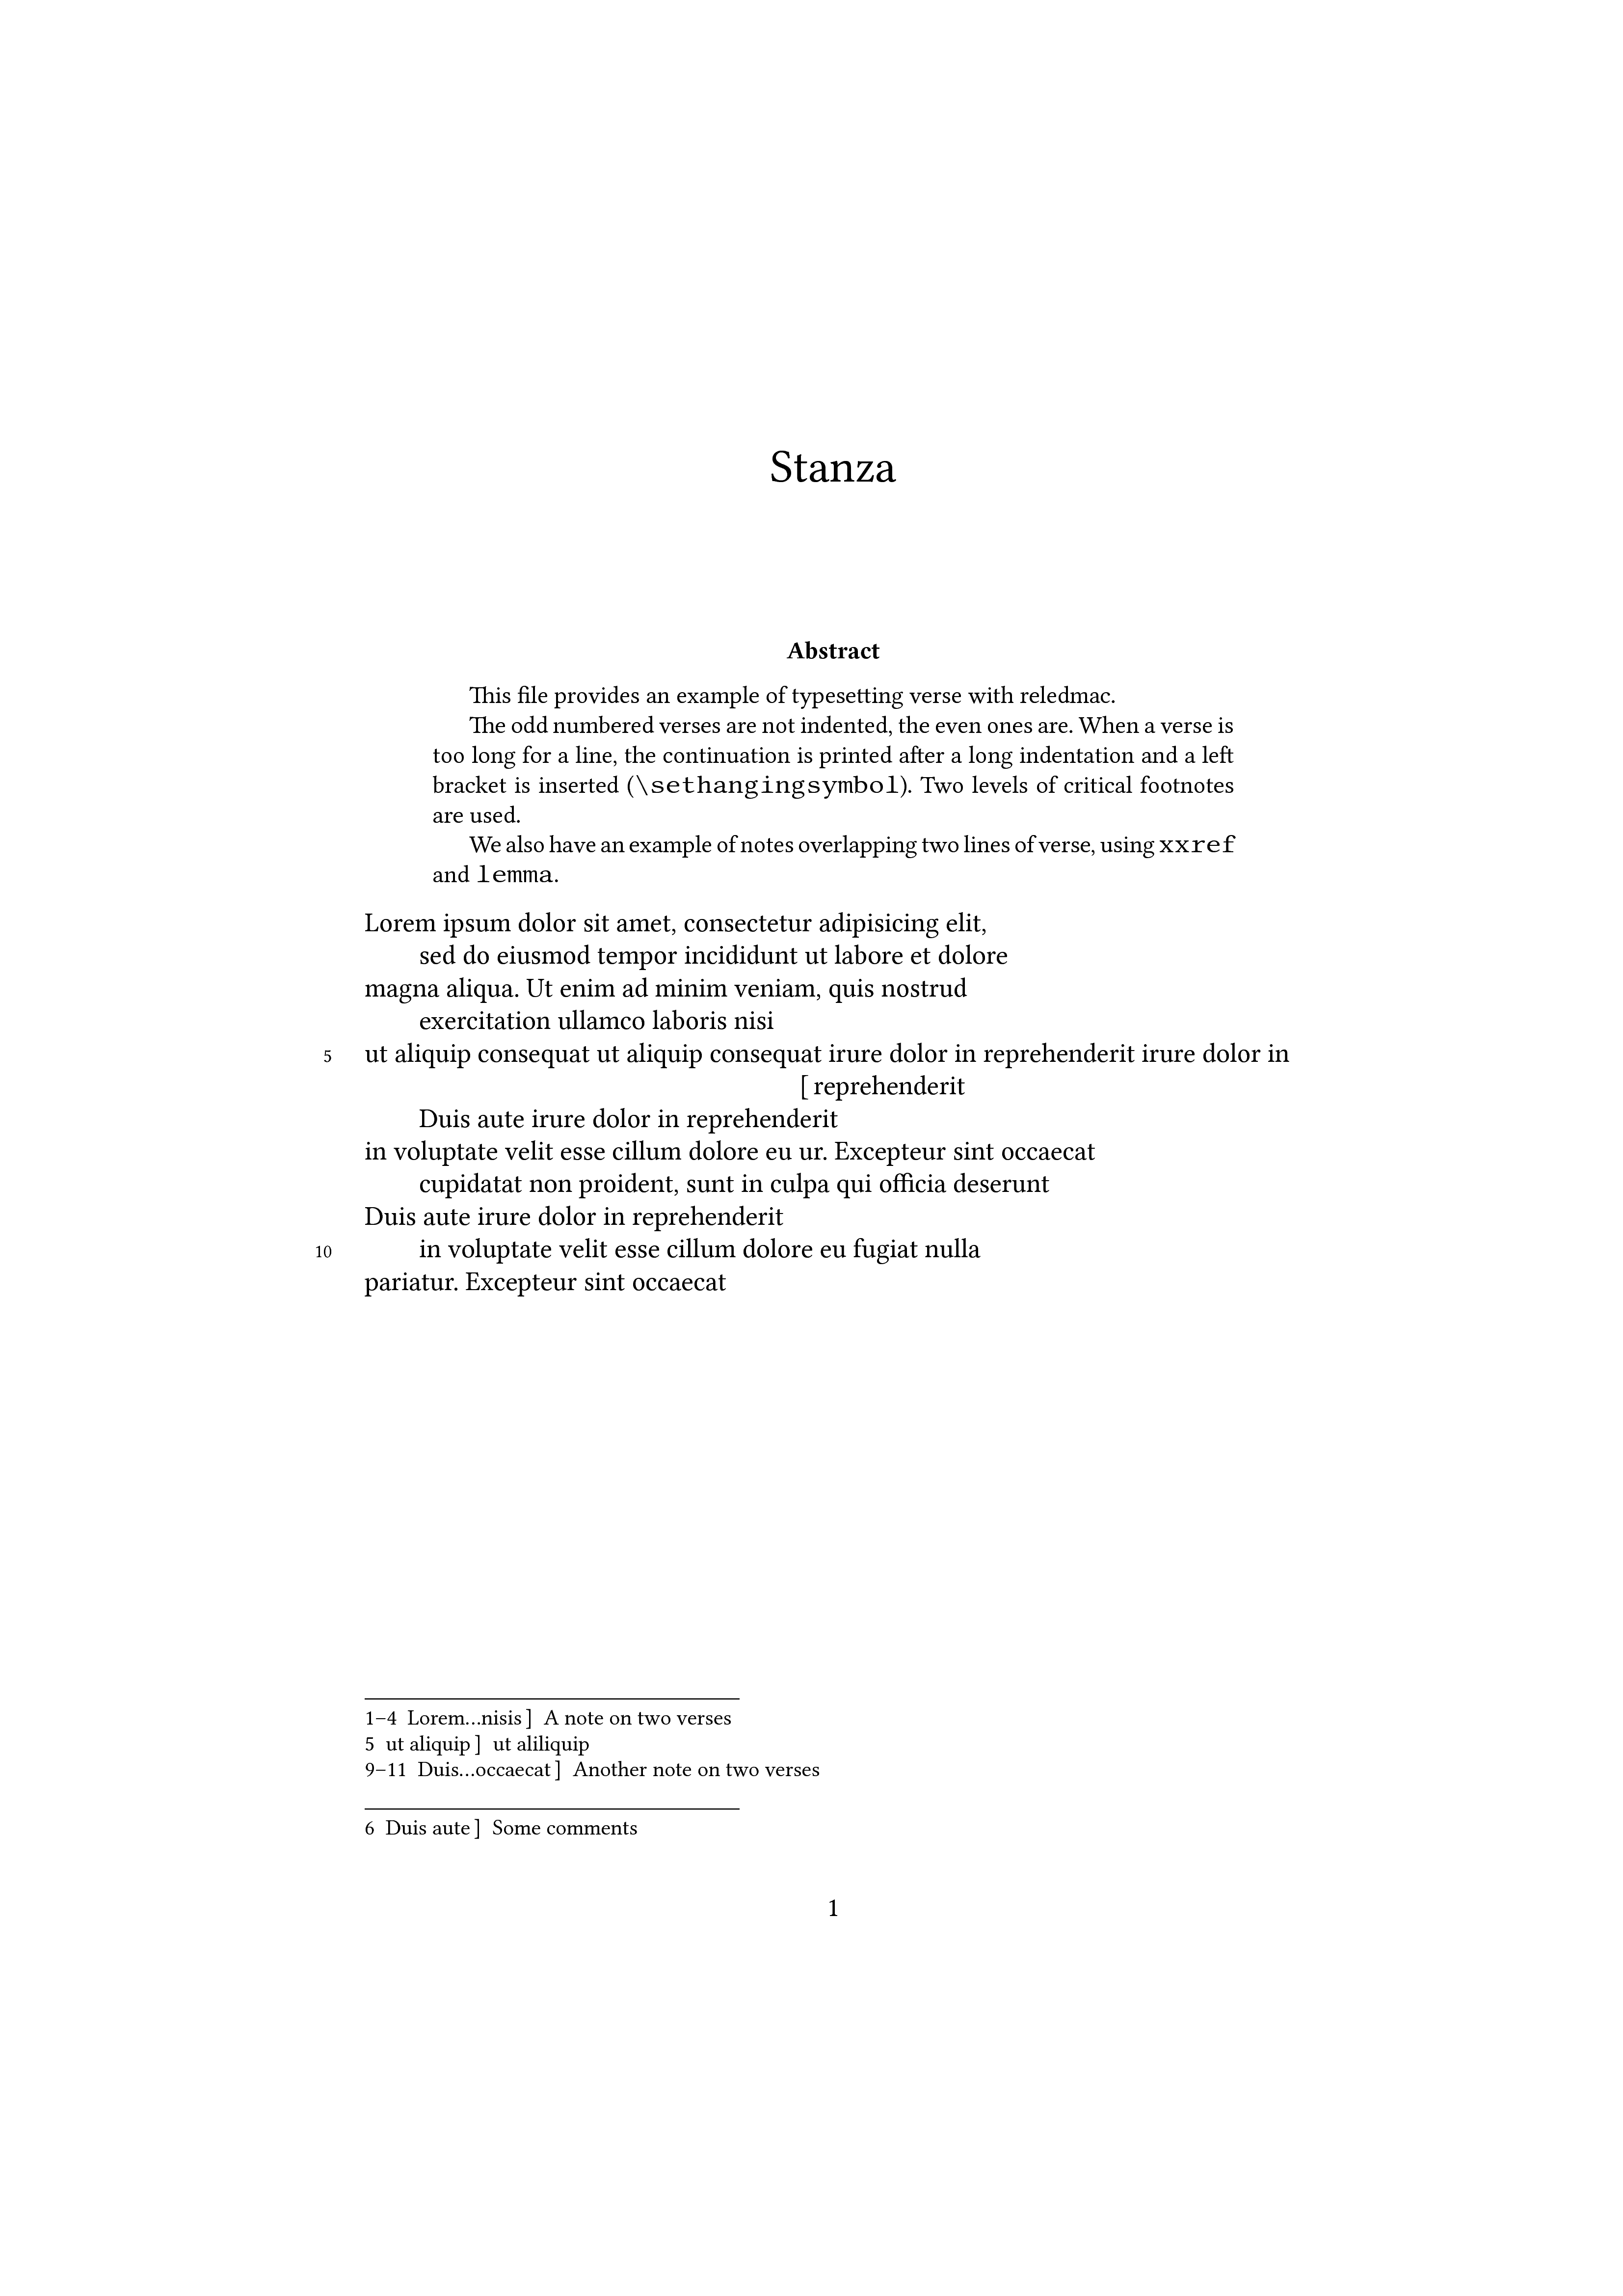 Stanza
Abstract
This file provides an example of typesetting verse with reledmac.
The odd numbered verses are not indented, the even ones are. When a verse is
too long for a line, the continuation is printed after a long indentation and a left
bracket is inserted (\sethangingsymbol). Two levels of critical footnotes
are used.
We also have an example of notes overlapping two lines of verse, using xxref
and lemma.
Lorem ipsum dolor sit amet, consectetur adipisicing elit,
sed do eiusmod tempor incididunt ut labore et dolore
magna aliqua. Ut enim ad minim veniam, quis nostrud
exercitation ullamco laboris nisi
5 ut aliquip consequat ut aliquip consequat irure dolor in reprehenderit irure dolor in
[ reprehenderit
Duis aute irure dolor in reprehenderit
in voluptate velit esse cillum dolore eu ur. Excepteur sint occaecat
cupidatat non proident, sunt in culpa qui officia deserunt
Duis aute irure dolor in reprehenderit
10 in voluptate velit esse cillum dolore eu fugiat nulla
pariatur. Excepteur sint occaecat
1–4 Lorem…nisis ] A note on two verses
5 ut aliquip ] ut aliliquip
9–11 Duis…occaecat ] Another note on two verses
6 Duis aute ] Some comments
1